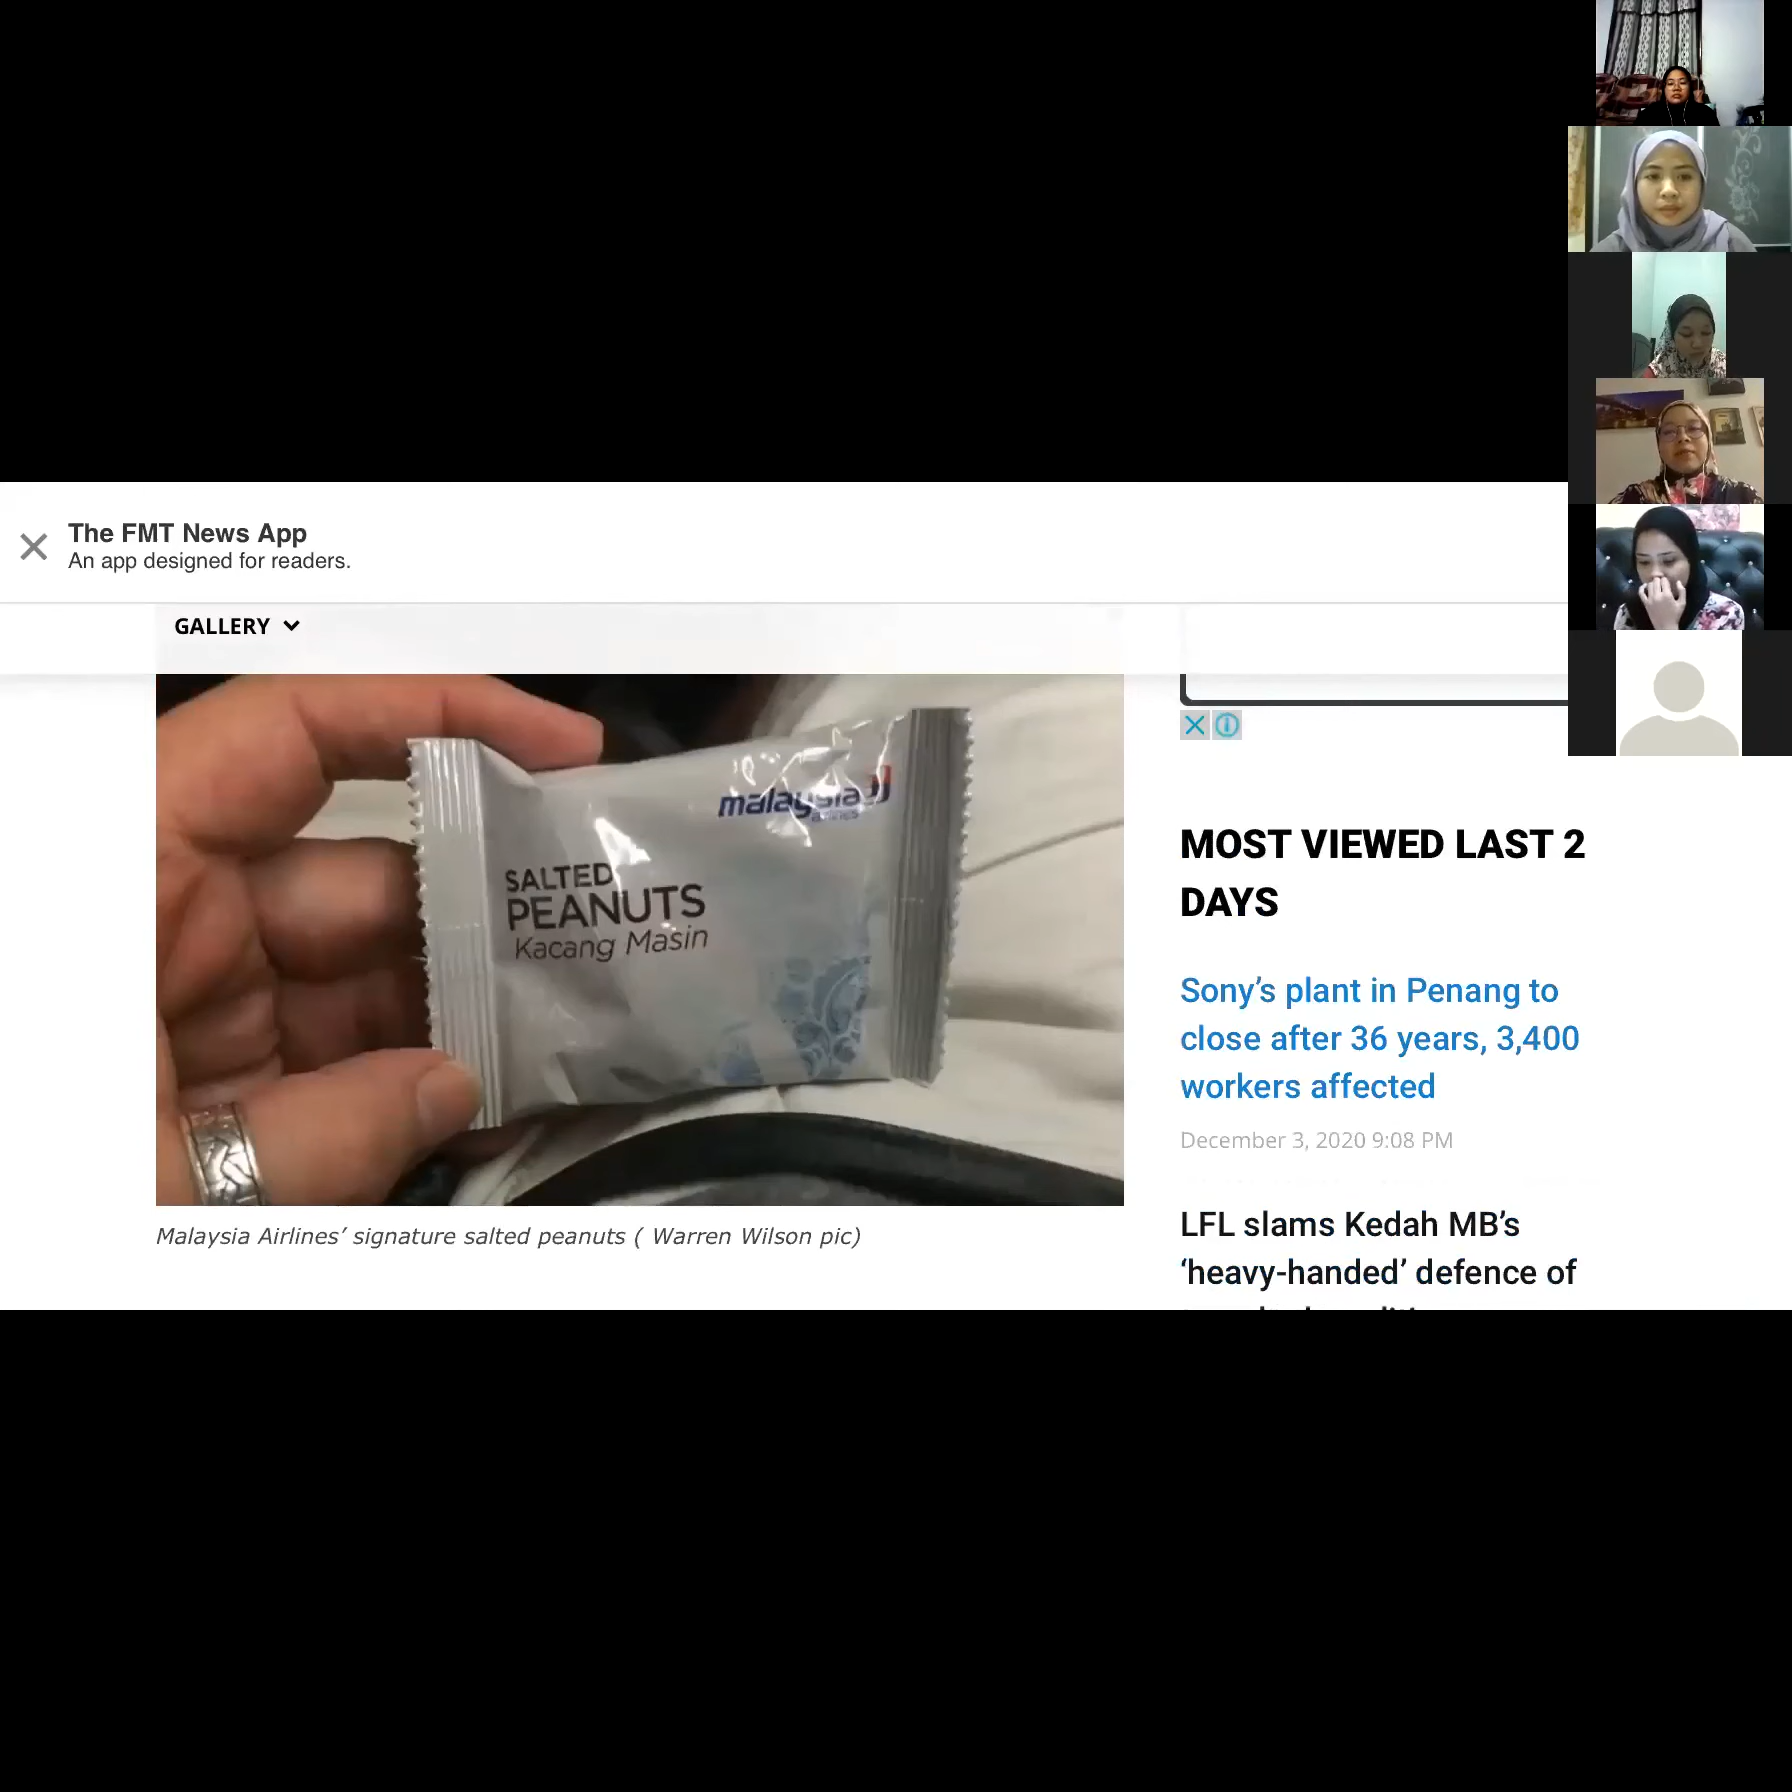 The FMT News App
An app designed for readers.
GALLERY
malaysia
airlines
SALTED
PEANUTS
Kacang Masin
Malaysia Airlines’ signature salted peanuts ( Warren Wilson pic)
MOST VIEWED LAST 2
DAYS
Sony’s plant in Penang to
close after 36 years, 3,400
workers affected
December 3, 2020 9:08 PM
LFL slams Kedah MB’s
‘heavy-handed’ defence of